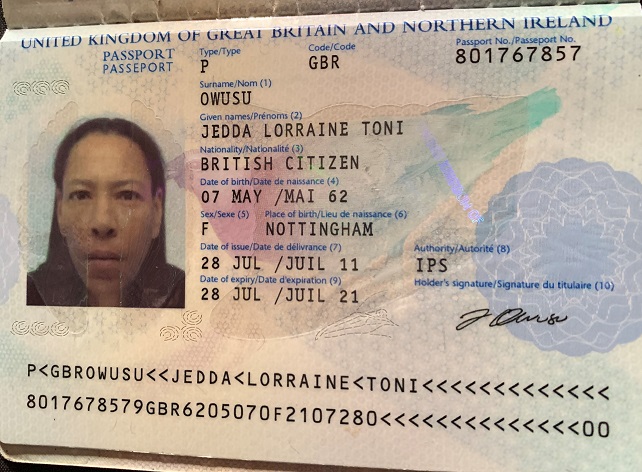 UNITED KINGDOM OF GREAT BRITAIN AND NORTHERN IRELAND
PASSPORT
PASSEPORT
Type/Type
Code/Code
Passport No./Passeport No.
P
GBR
801767857
Surname/Nom (1)
OWUSU
Given names/Prénoms (2)
JEDDA LORRAINE TONI
Nationality/Nationalité (3)
BRITISH CITIZEN
Date of birth/Date de naissance (4)
07 MAY /MAI 62
Sex/Sexe (5) Place of birth/Lieu de naissance (6)
F NOTTINGHAM
Date of issue/Date de délivrance (7)
Authority/Autorité (8)
28 JUL /JUIL 11
IPS
Date of expiry/Date d'expiration (9)
Holder's signature/Signature du titulaire (10)
28 JUL /JUIL 21
J Owusu
P<GBROWUSU<<JEDDA<LORRAINE<TONI<<<<<<<<<<<<<
8017678579GBR6205070F2107280<<<<<<<<<<<<<<00